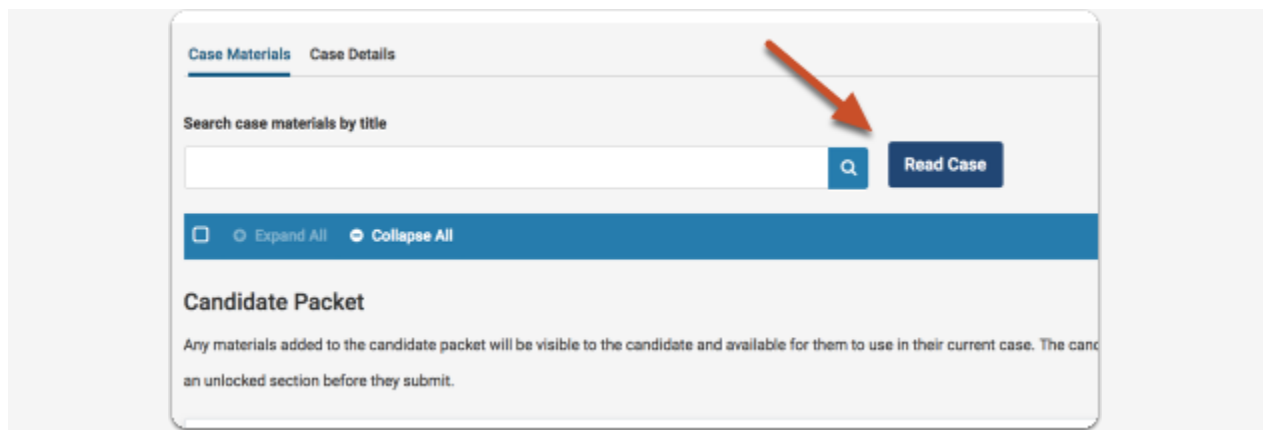 Case Materials Case Details
Search case materials by title
Read Case
Expand All Collapse All
Candidate Packet
Any materials added to the candidate packet will be visible to the candidate and available for them to use in their current case. The
an unlocked section before they submit.